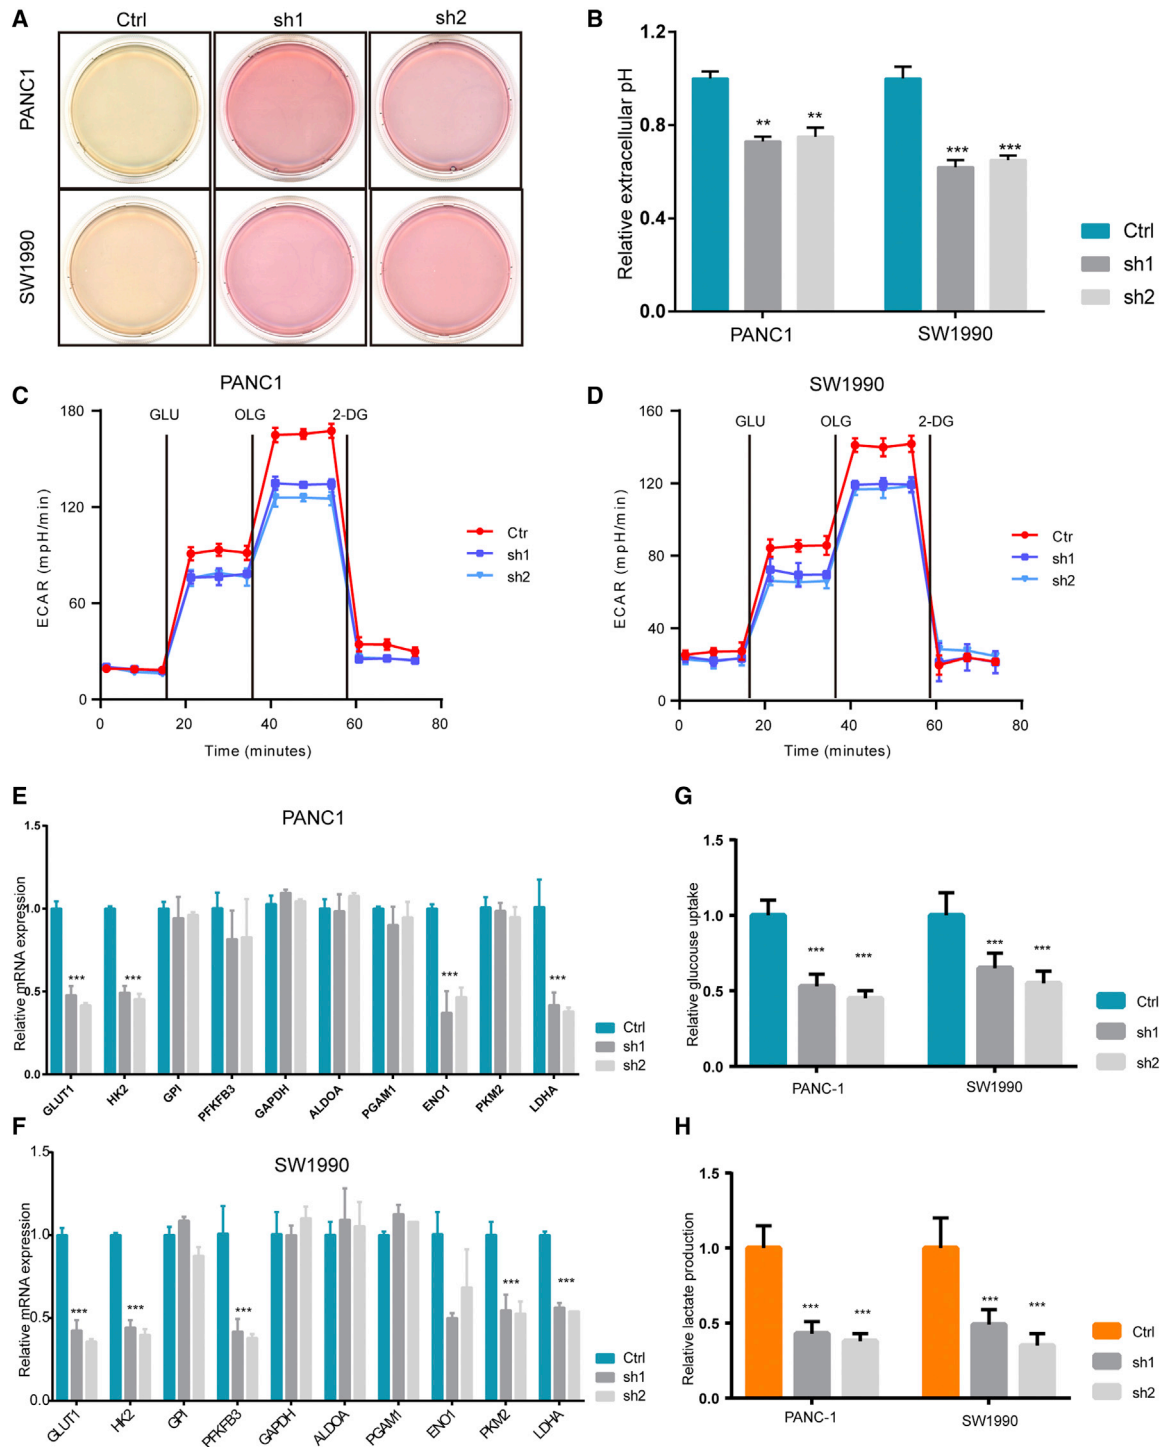 A
Ctrl
sh1
sh2
PANC1
SW1990
B
Relative extracellular pH
1.2
0.8
0.4
0.0
**
**
***
***
PANC1
SW1990
Ctrl
sh1
sh2
C
PANC1
ECAR (mpH/min)
180
120
60
0
GLU
OLG
2-DG
0
20
40
60
80
Time (minutes)
Ctr
sh1
sh2
D
SW1990
ECAR (mpH/min)
160
120
80
40
0
GLU
OLG
2-DG
0
20
40
60
80
Time (minutes)
Ctr
sh1
sh2
E
PANC1
Relative mRNA expression
1.5
1.0
0.5
0.0
***
***
***
***
GLUT1
HK2
GPI
PFKFB3
GAPDH
ALDOA
PGAM1
ENO1
PKM2
LDHA
Ctrl
sh1
sh2
G
Relative glucouse uptake
1.5
1.0
0.5
0.0
***
***
***
***
PANC-1
SW1990
Ctrl
sh1
sh2
F
SW1990
Relative mRNA expression
1.5
1.0
0.5
0.0
***
***
***
***
***
GLUT1
HK2
GPI
PFKFB3
GAPDH
ALDOA
PGAM1
ENO1
PKM2
LDHA
Ctrl
sh1
sh2
H
Relative lactate production
1.5
1.0
0.5
0.0
***
***
***
***
PANC-1
SW1990
Ctrl
sh1
sh2